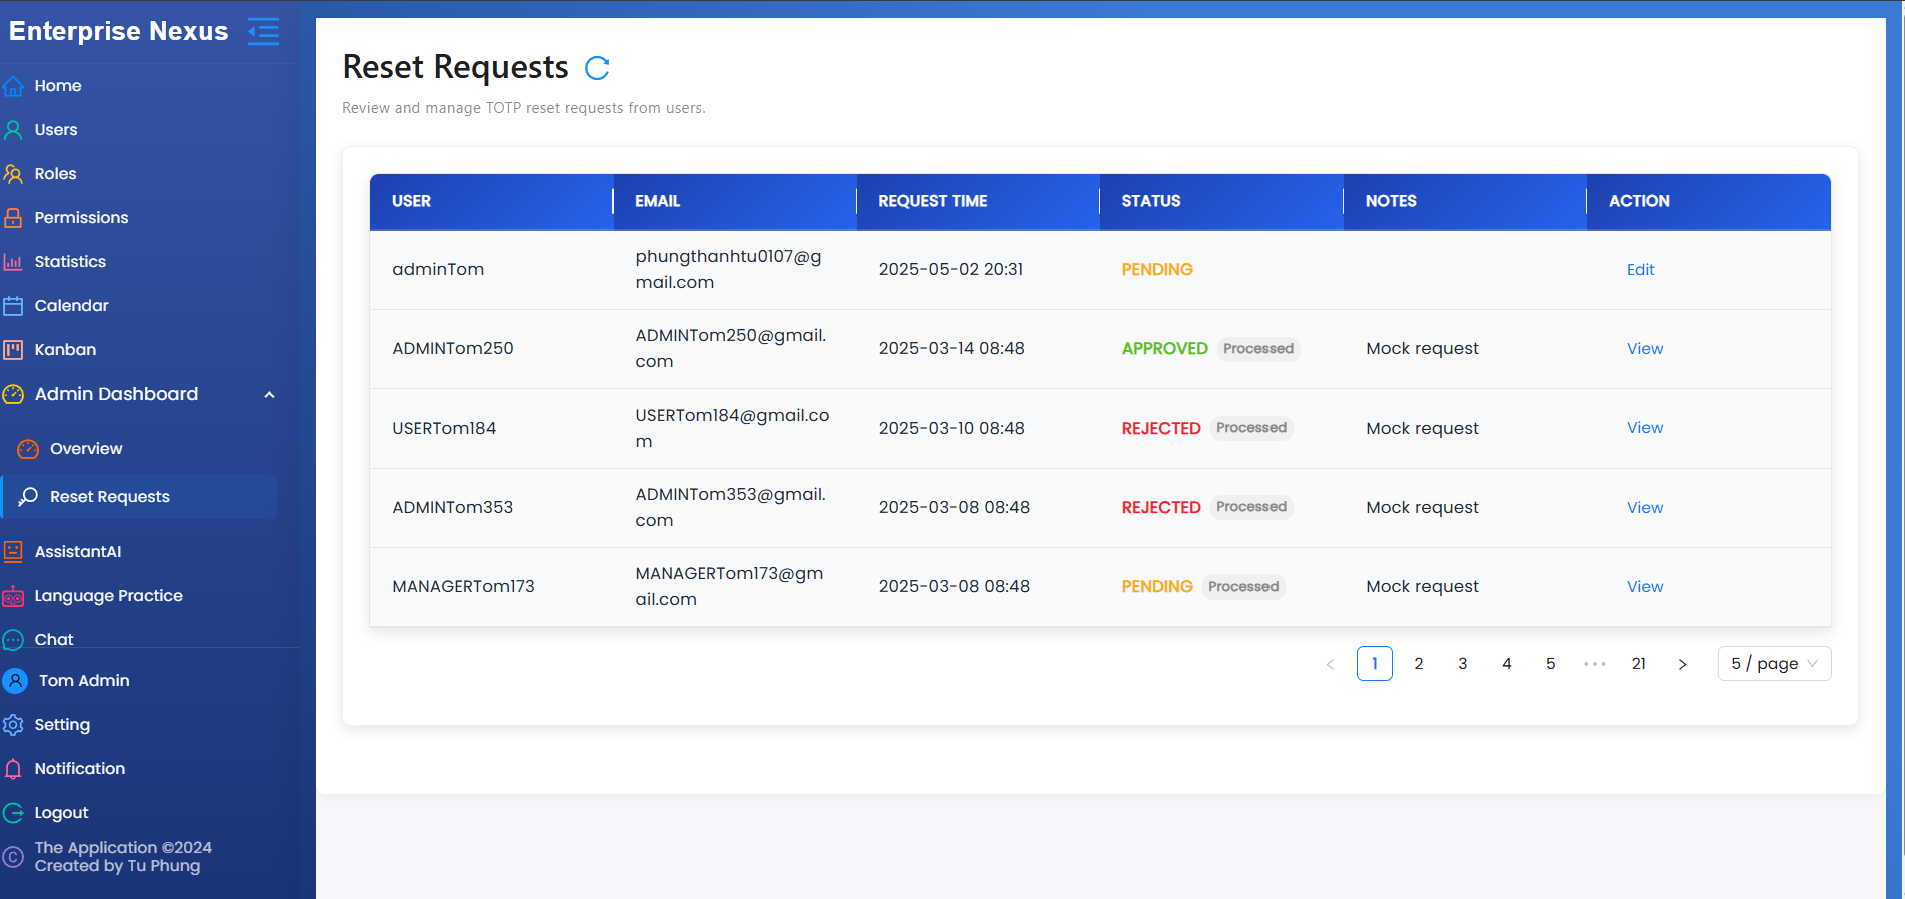 Enterprise Nexus
Home
Users
Roles
Permissions
Statistics
Calendar
Kanban
Admin Dashboard
Overview
Reset Requests
AssistantAI
Language Practice
Chat
Tom Admin
Setting
Notification
Logout
The Application ©2024
Created by Tu Phung
Reset Requests
Review and manage TOTP reset requests from users.
USER EMAIL REQUEST TIME STATUS NOTES ACTION
adminTom phungthanhtu0107@g 2025-05-02 20:31 PENDING Edit
mail.com
ADMINTom250 ADMINTom250@gmail. 2025-03-14 08:48 APPROVED Processed Mock request View
com
USERTom184 USERTom184@gmail.co 2025-03-10 08:48 REJECTED Processed Mock request View
m
ADMINTom353 ADMINTom353@gmail. 2025-03-08 08:48 REJECTED Processed Mock request View
com
MANAGERTom173 MANAGERTom173@gm 2025-03-08 08:48 PENDING Processed Mock request View
ail.com
< 1 2 3 4 5 ••• 21 > 5 / page